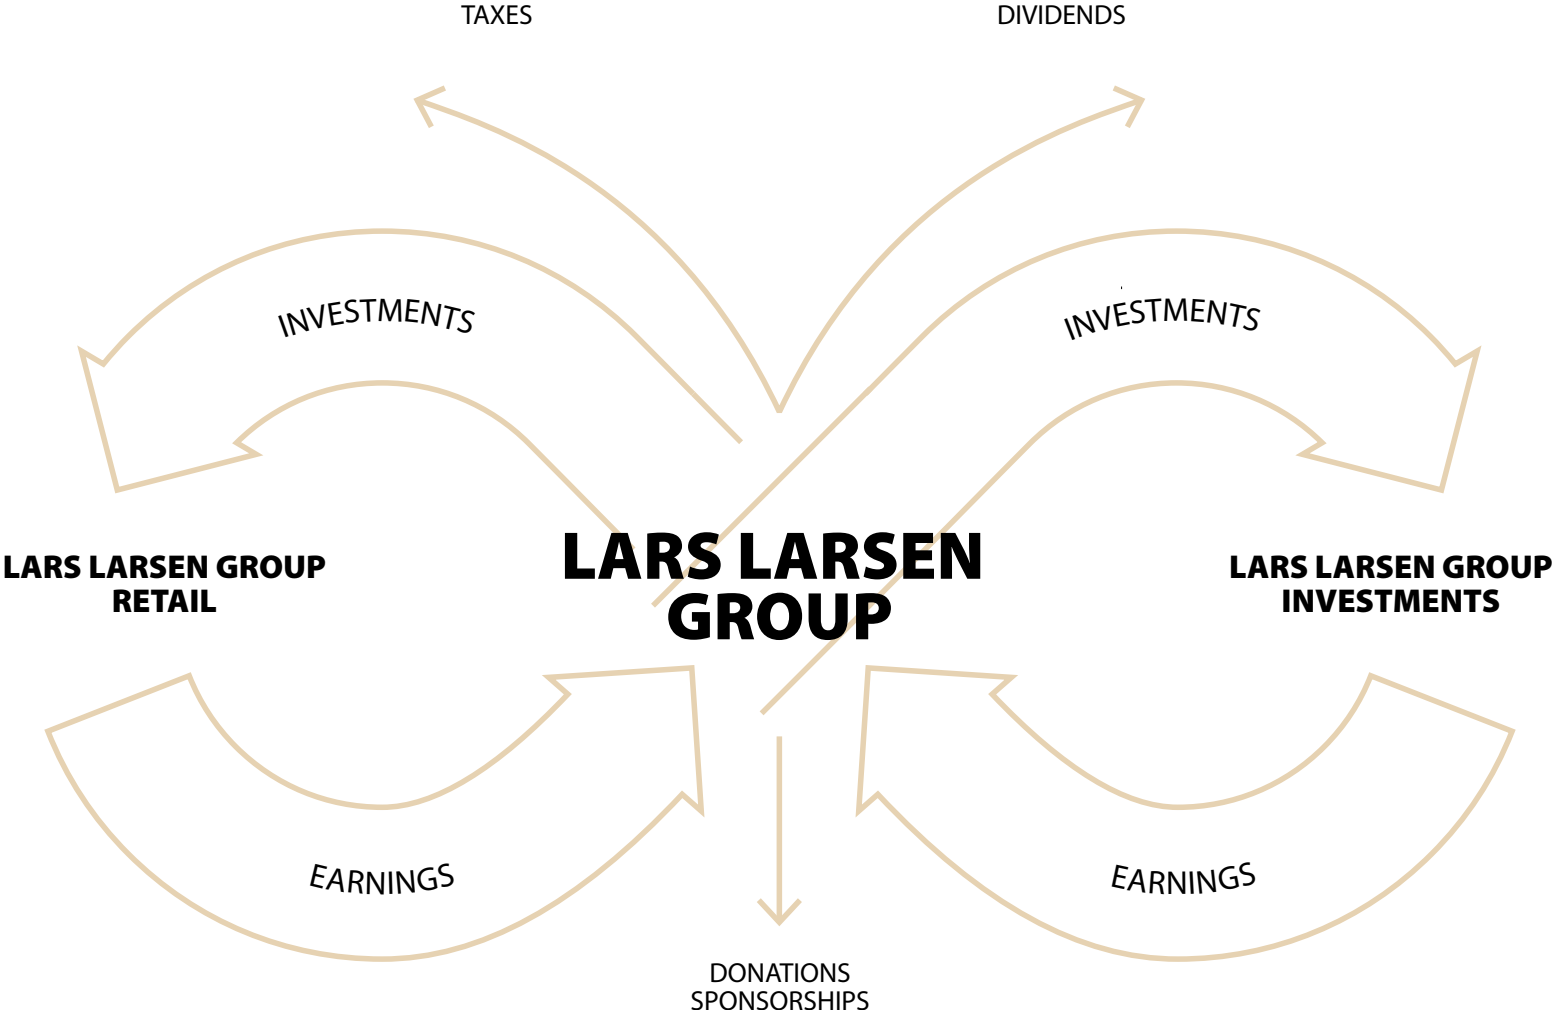 TAXES
DIVIDENDS
INVESTMENTS
INVESTMENTS
LARS LARSEN GROUP
RETAIL
LARS LARSEN
GROUP
LARS LARSEN GROUP
INVESTMENTS
EARNINGS
EARNINGS
DONATIONS
SPONSORSHIPS